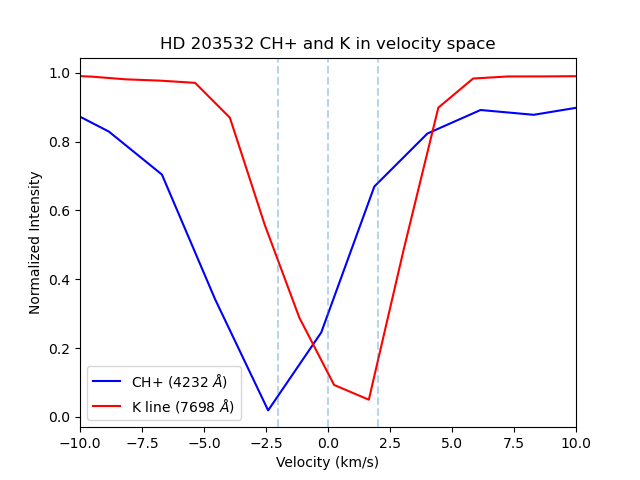 HD 203532 CH+ and K in velocity space
Normalized Intensity
1.0
0.8
0.6
0.4
0.2
0.0
CH+ (4232 Å)
K line (7698 Å)
−10.0 −7.5 −5.0 −2.5 0.0 2.5 5.0 7.5 10.0
Velocity (km/s)